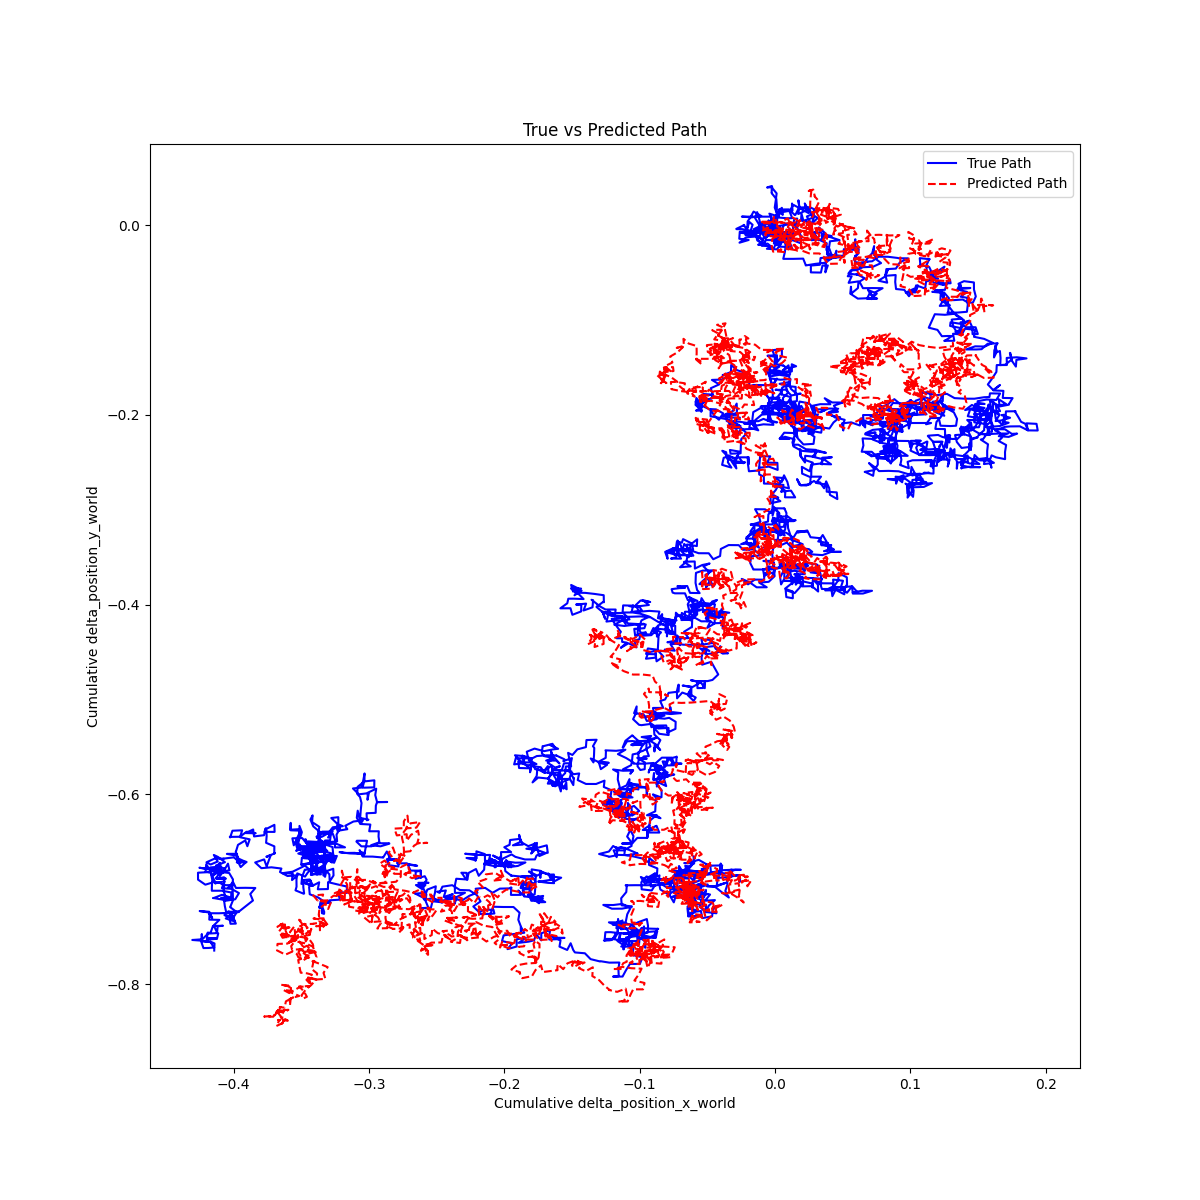 True vs Predicted Path
True Path
Predicted Path
0.0
−0.2
−0.4
−0.6
−0.8
Cumulative delta_position_y_world
−0.4
−0.3
−0.2
−0.1
0.0
0.1
0.2
Cumulative delta_position_x_world